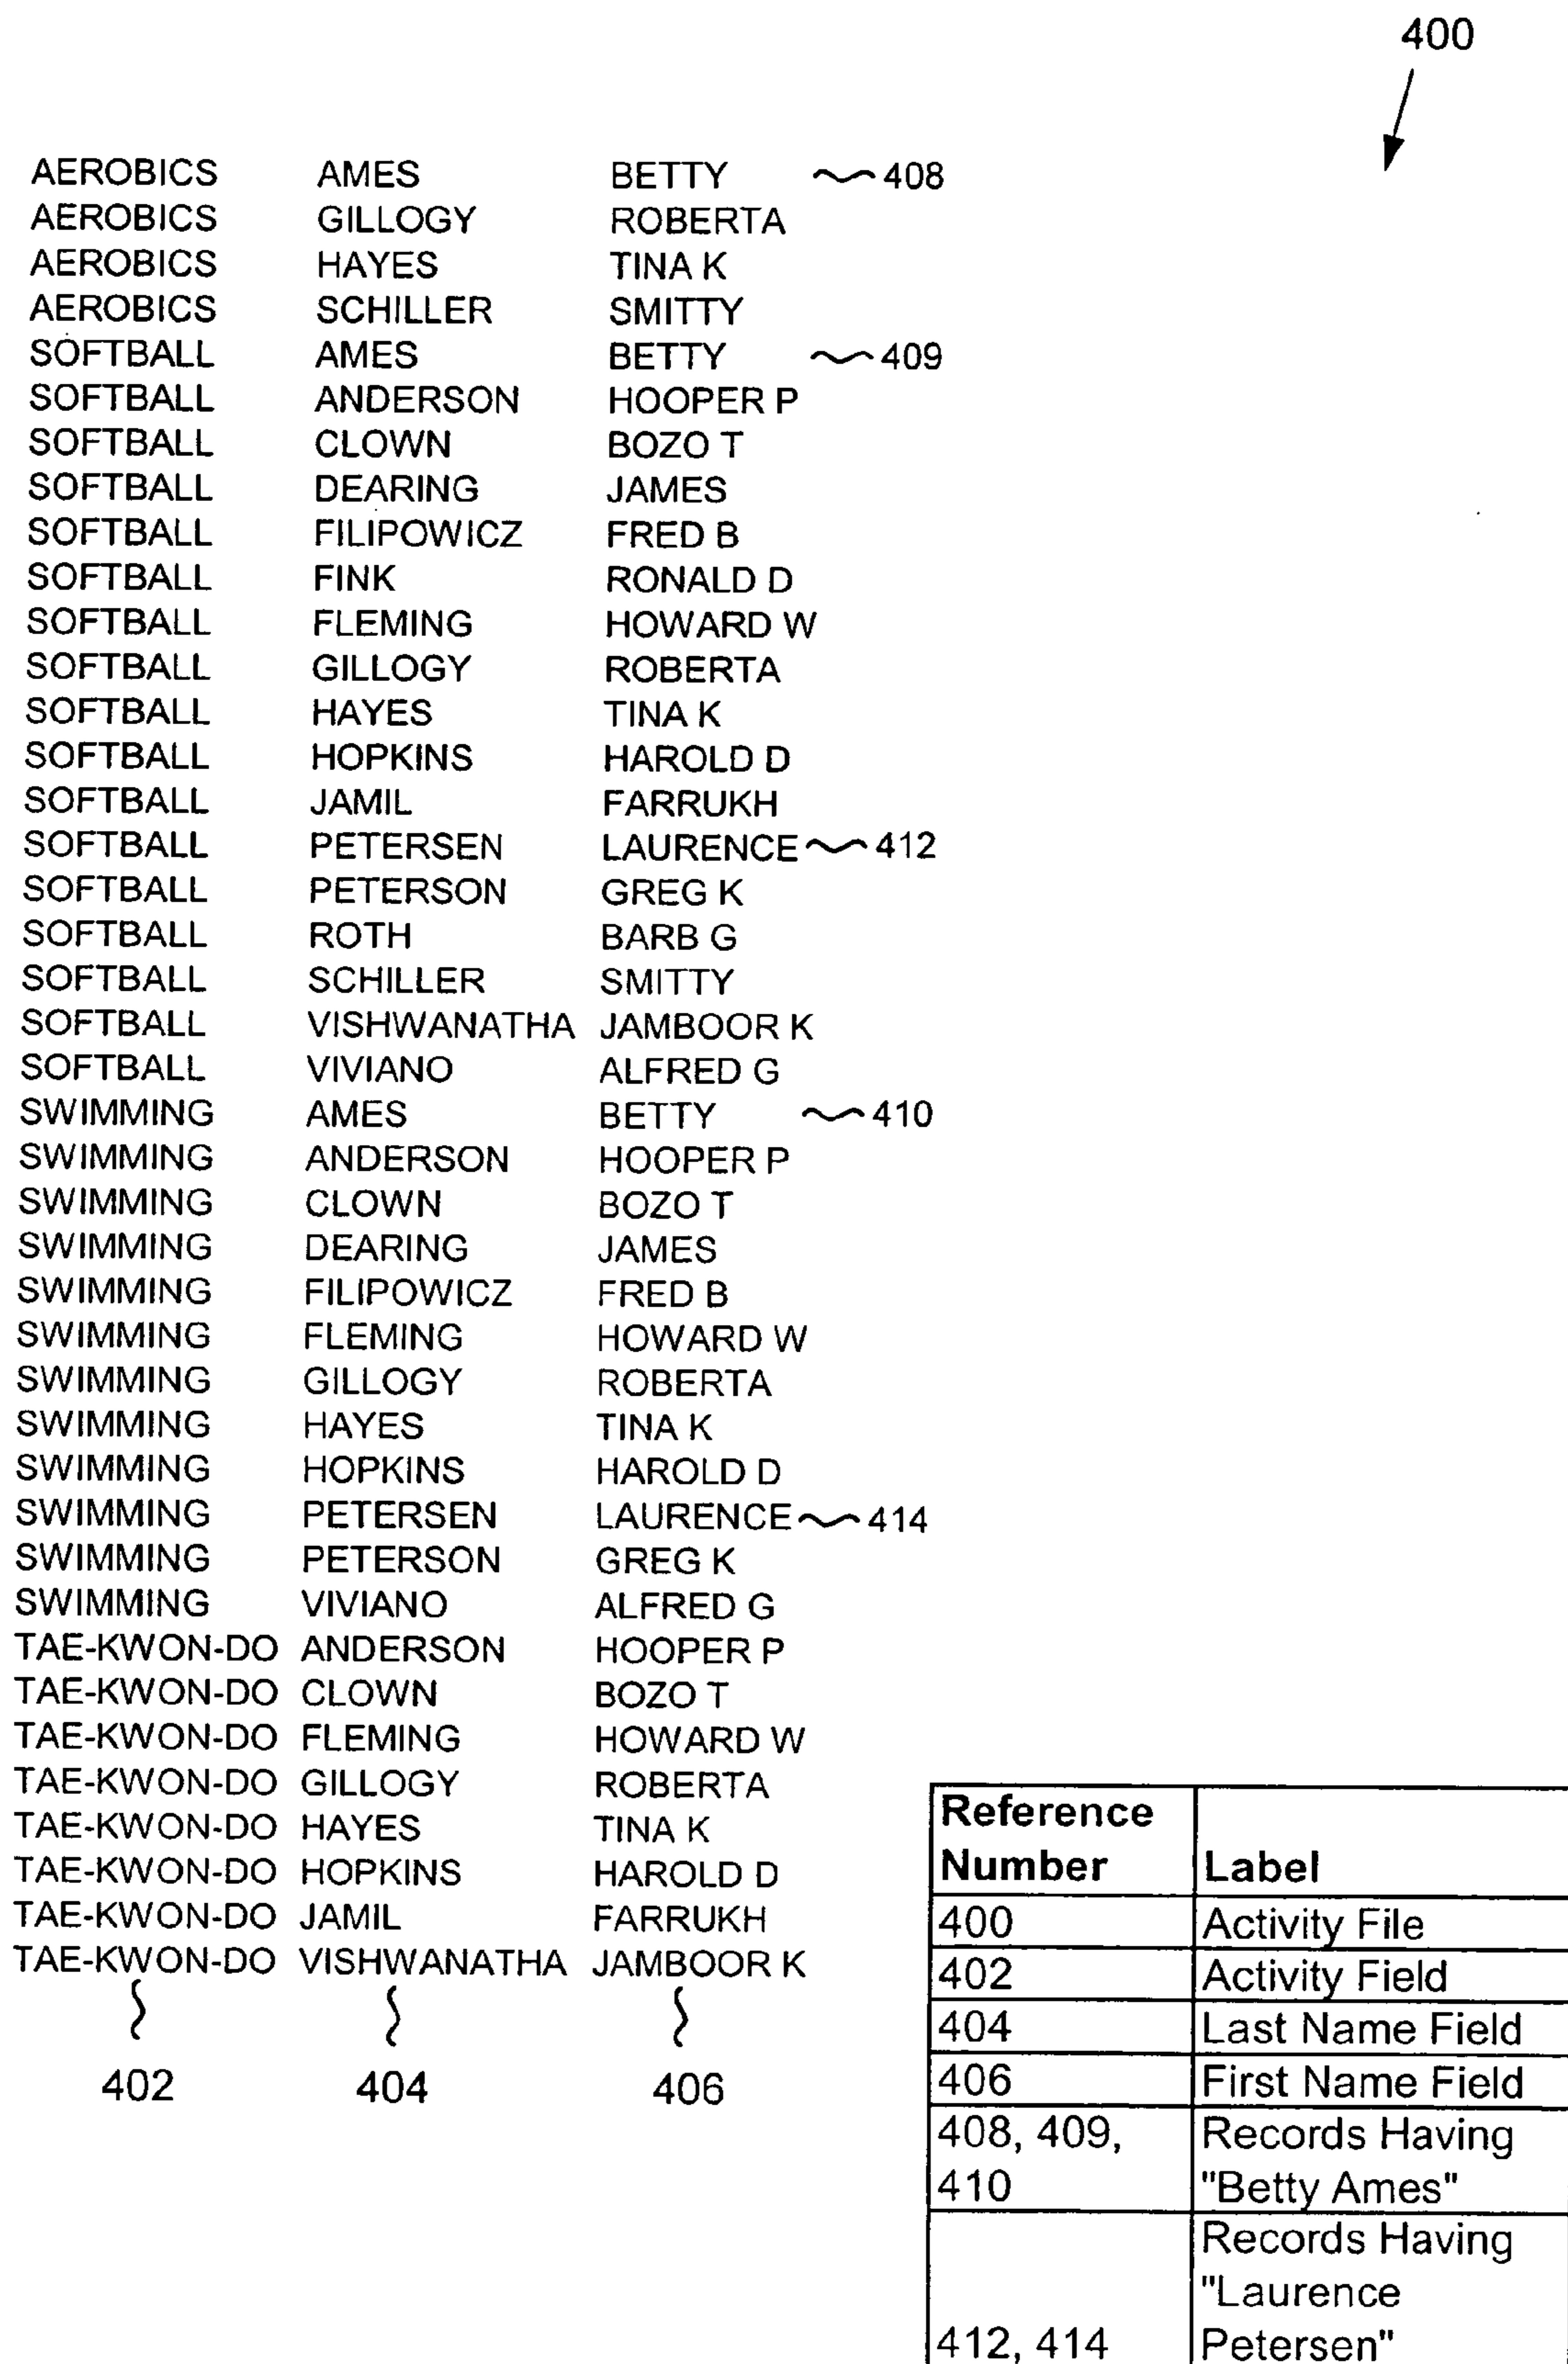 400
AEROBICS AMES BETTY 408
AEROBICS GILLOGY ROBERTA
AEROBICS HAYES TINA K
AEROBICS SCHILLER SMITTY
SOFTBALL AMES BETTY 409
SOFTBALL ANDERSON HOOPER P
SOFTBALL CLOWN BOZO T
SOFTBALL DEARING JAMES
SOFTBALL FILIPOWICZ FRED B
SOFTBALL FINK RONALD D
SOFTBALL FLEMING HOWARD W
SOFTBALL GILLOGY ROBERTA
SOFTBALL HAYES TINA K
SOFTBALL HOPKINS HAROLD D
SOFTBALL JAMIL FARRUKH
SOFTBALL PETERSEN LAURENCE 412
SOFTBALL PETERSON GREG K
SOFTBALL ROTH BARB G
SOFTBALL SCHILLER SMITTY
SOFTBALL VISHWANATHA JAMBOOR K
SOFTBALL VIVIANO ALFRED G
SWIMMING AMES BETTY 410
SWIMMING ANDERSON HOOPER P
SWIMMING CLOWN BOZO T
SWIMMING DEARING JAMES
SWIMMING FILIPOWICZ FRED B
SWIMMING FLEMING HOWARD W
SWIMMING GILLOGY ROBERTA
SWIMMING HAYES TINA K
SWIMMING HOPKINS HAROLD D
SWIMMING PETERSEN LAURENCE 414
SWIMMING PETERSON GREG K
SWIMMING VIVIANO ALFRED G
TAE-KWON-DO ANDERSON HOOPER P
TAE-KWON-DO CLOWN BOZO T
TAE-KWON-DO FLEMING HOWARD W
TAE-KWON-DO GILLOGY ROBERTA
TAE-KWON-DO HAYES TINA K
TAE-KWON-DO HOPKINS HAROLD D
TAE-KWON-DO JAMIL FARRUKH
TAE-KWON-DO VISHWANATHA JAMBOOR K
402 404 406
Reference
Number Label
400 Activity File
402 Activity Field
404 Last Name Field
406 First Name Field
408, 409, Records Having
410 "Betty Ames"
Records Having
"Laurence
412, 414 Petersen"